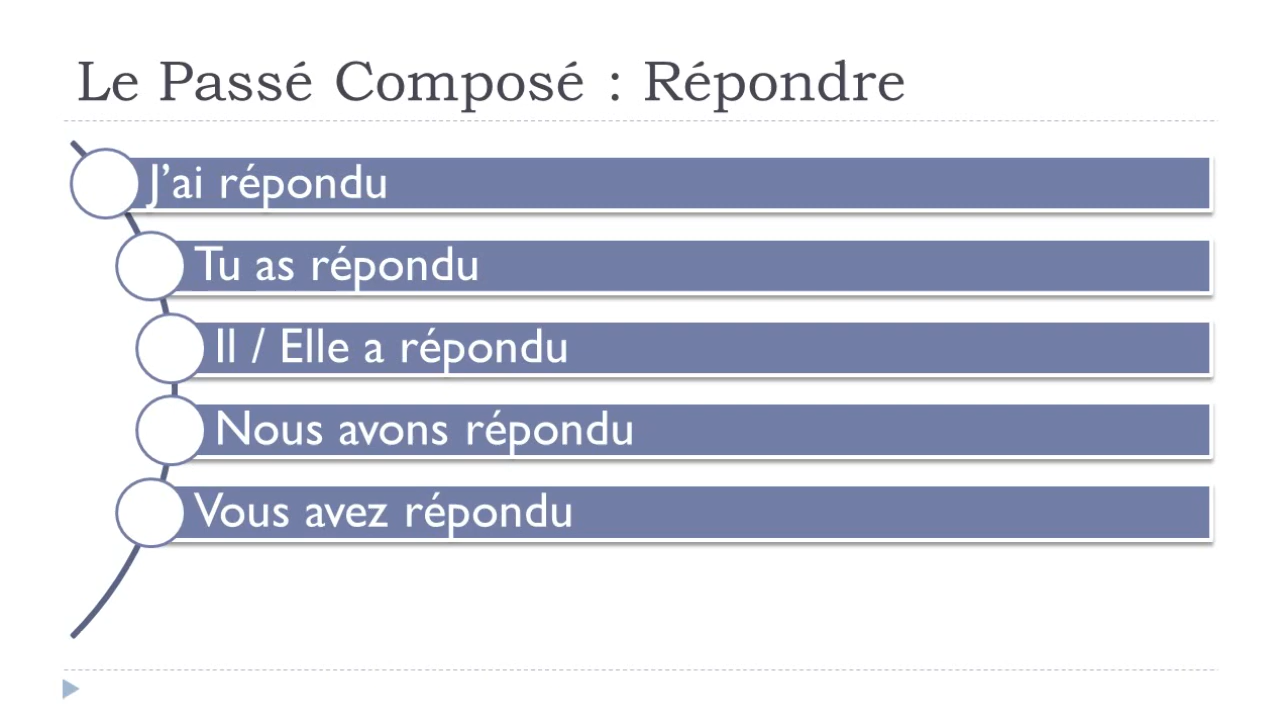 Le Passé Composé : Répondre
J’ai répondu
Tu as répondu
Il / Elle a répondu
Nous avons répondu
Vous avez répondu